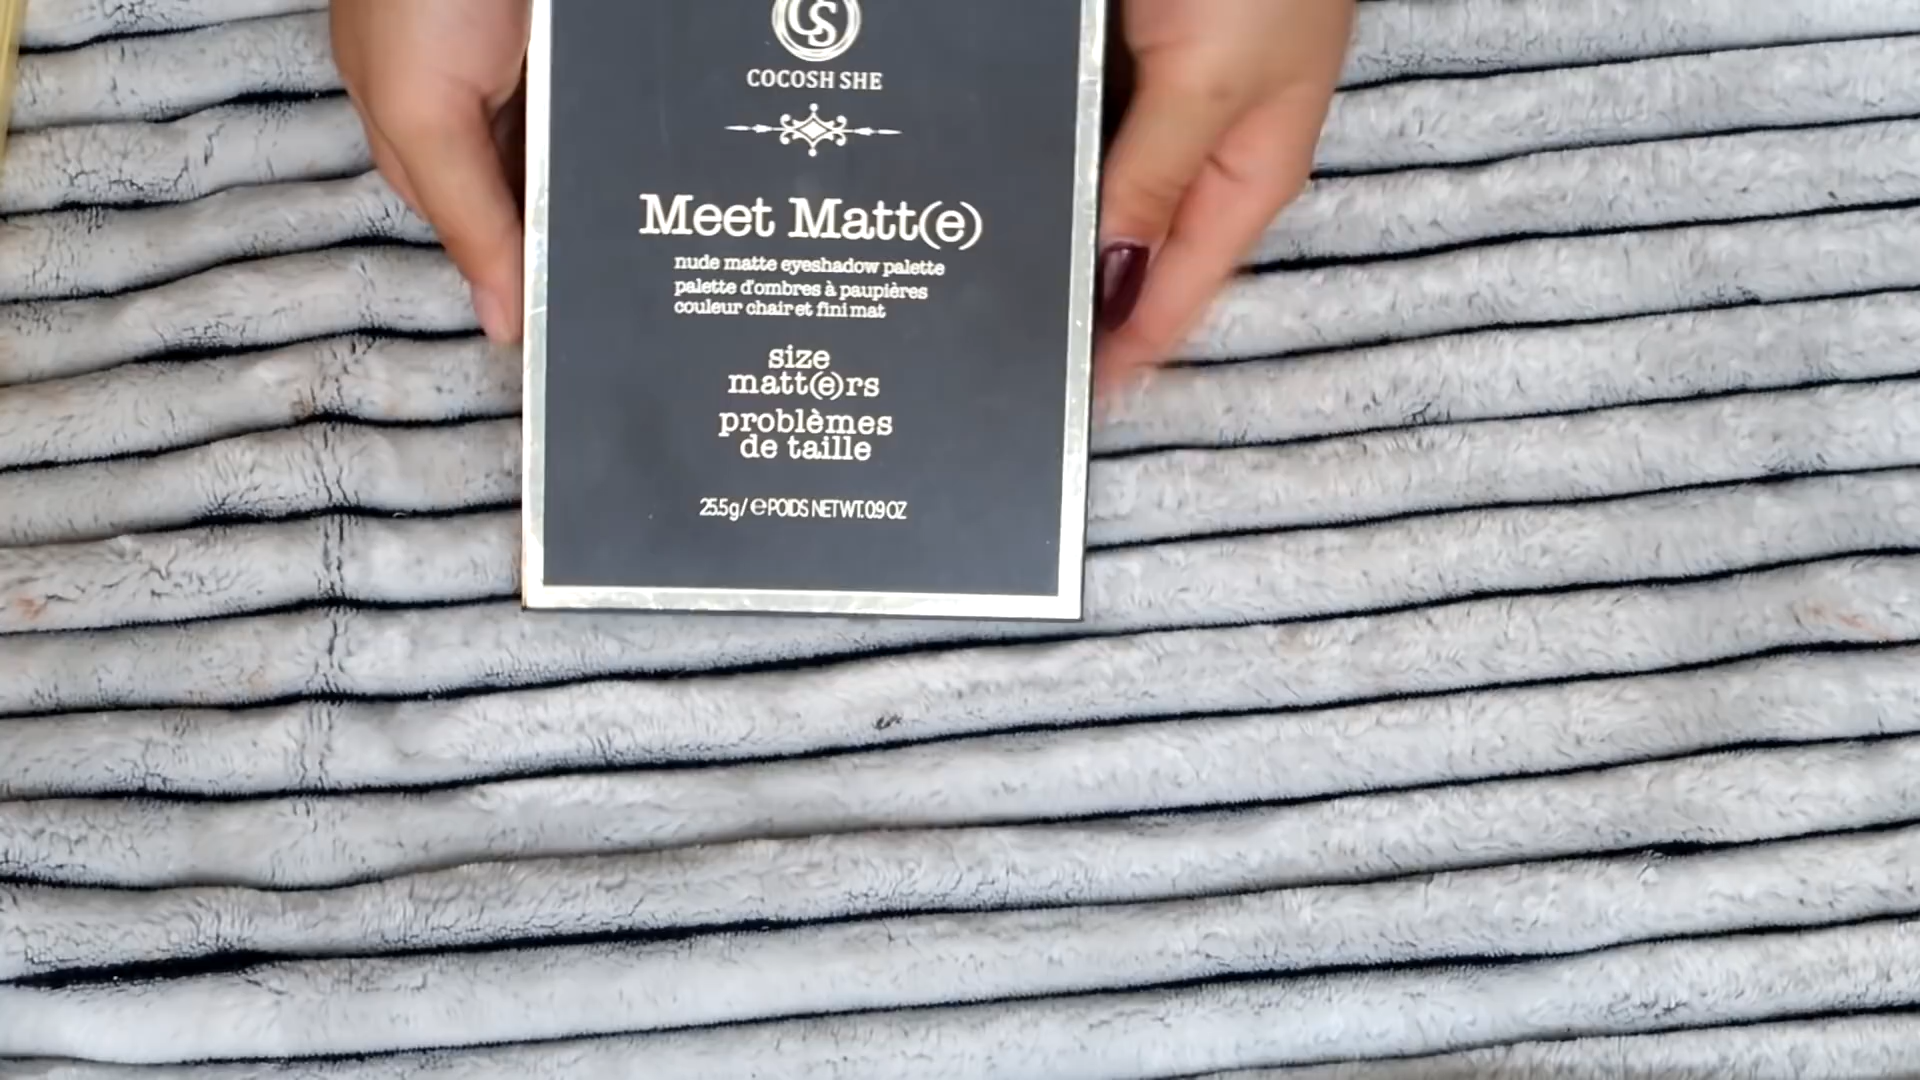 CS
COCOSH SHE
Meet Matt(e)
nude matte eyeshadow palette
palette d'ombres à paupières
couleur chair et fini mat
size
matt(e)rs
problèmes
de taille
25.5g/℮POIDS NET WT. 0.9 OZ